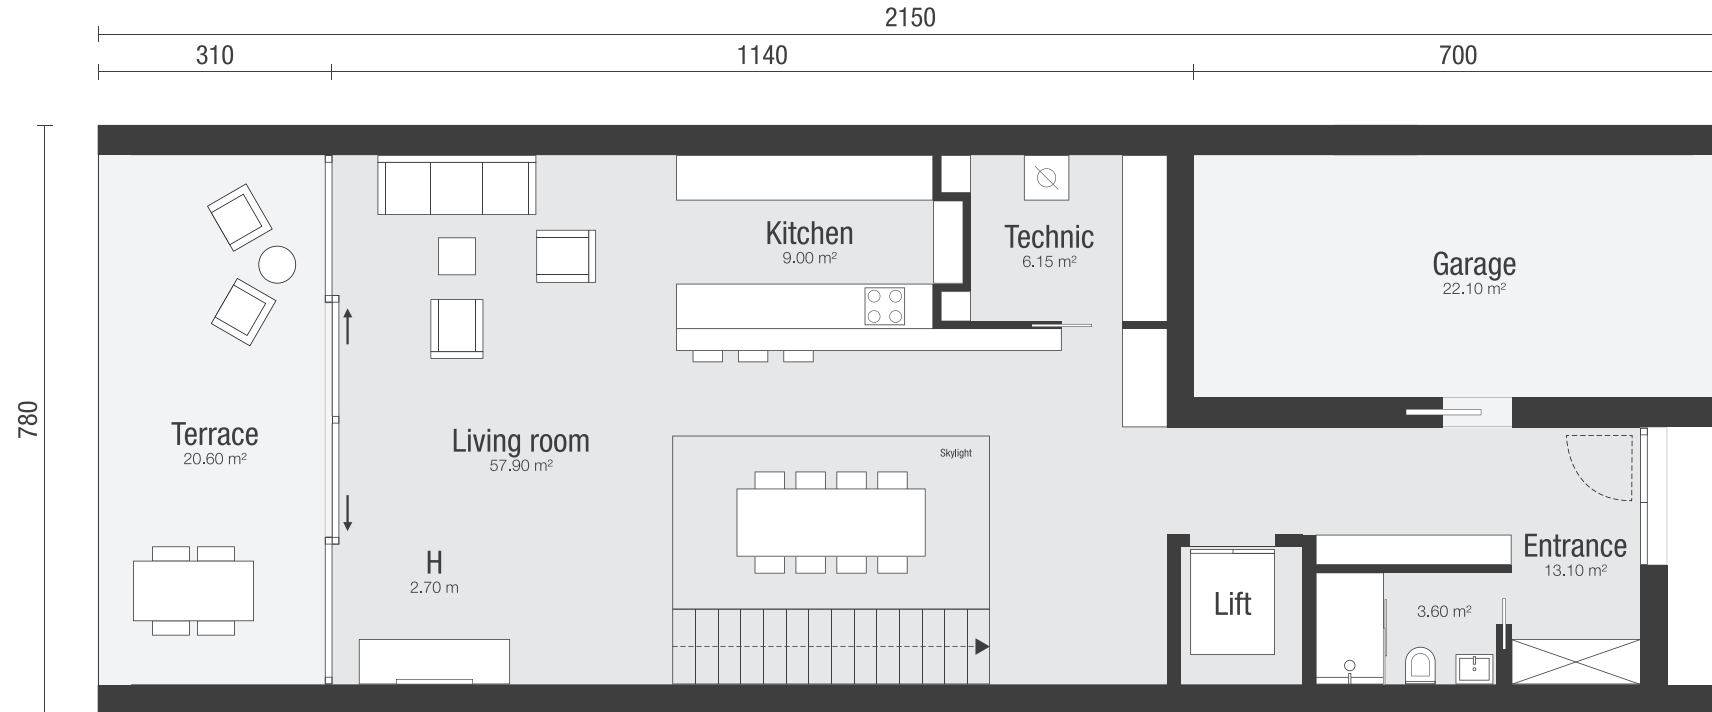 2150
310
1140
700
780
Kitchen
9.00 m²
Technic
6.15 m²
Garage
22.10 m²
Terrace
20.60 m²
Living room
57.90 m²
Skylight
H
2.70 m
Entrance
13.10 m²
Lift
3.60 m²